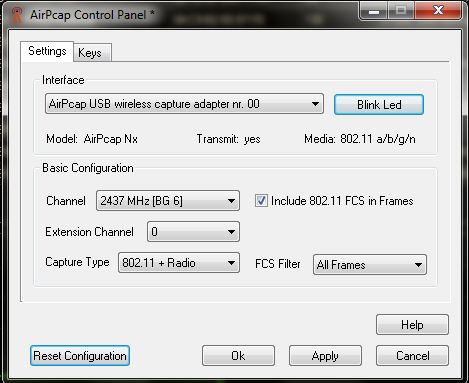 AirPcap Control Panel *
Settings
Keys
Interface
AirPcap USB wireless capture adapter nr. 00
Blink Led
Model: AirPcap Nx Transmit: yes Media: 802.11 a/b/g/n
Basic Configuration
Channel 2437 MHz [BG 6] Include 802.11 FCS in Frames
Extension Channel 0
Capture Type 802.11 + Radio FCS Filter All Frames
Help
Reset Configuration Ok Apply Cancel